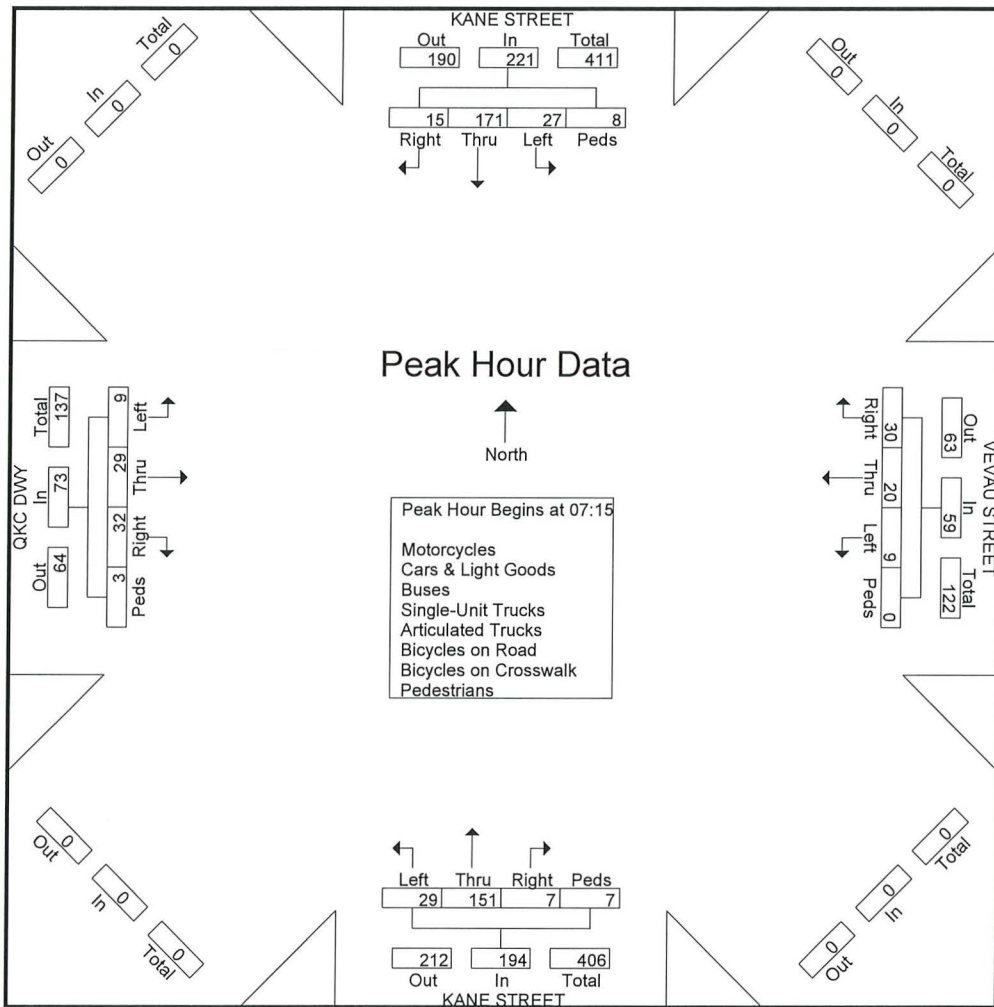 KANE STREET
Out In Total
190 221 411
15 171 27 8
Right Thru Left Peds
Total
0
In
0
Out
0
Out
0
In
0
Total
0
Peak Hour Data
North
Peak Hour Begins at 07:15
Motorcycles
Cars & Light Goods
Buses
Single-Unit Trucks
Articulated Trucks
Bicycles on Road
Bicycles on Crosswalk
Pedestrians
QKC DWY
Out In Total
64 73 137
3 32 29 9
Peds Right Thru Left
VEVAU STREET
Out In Total
63 59 122
30 20 9 0
Right Thru Left Peds
Out
0
In
0
Total
0
Total
0
In
0
Out
0
Left Thru Right Peds
29 151 7 7
212 194 406
Out In Total
KANE STREET